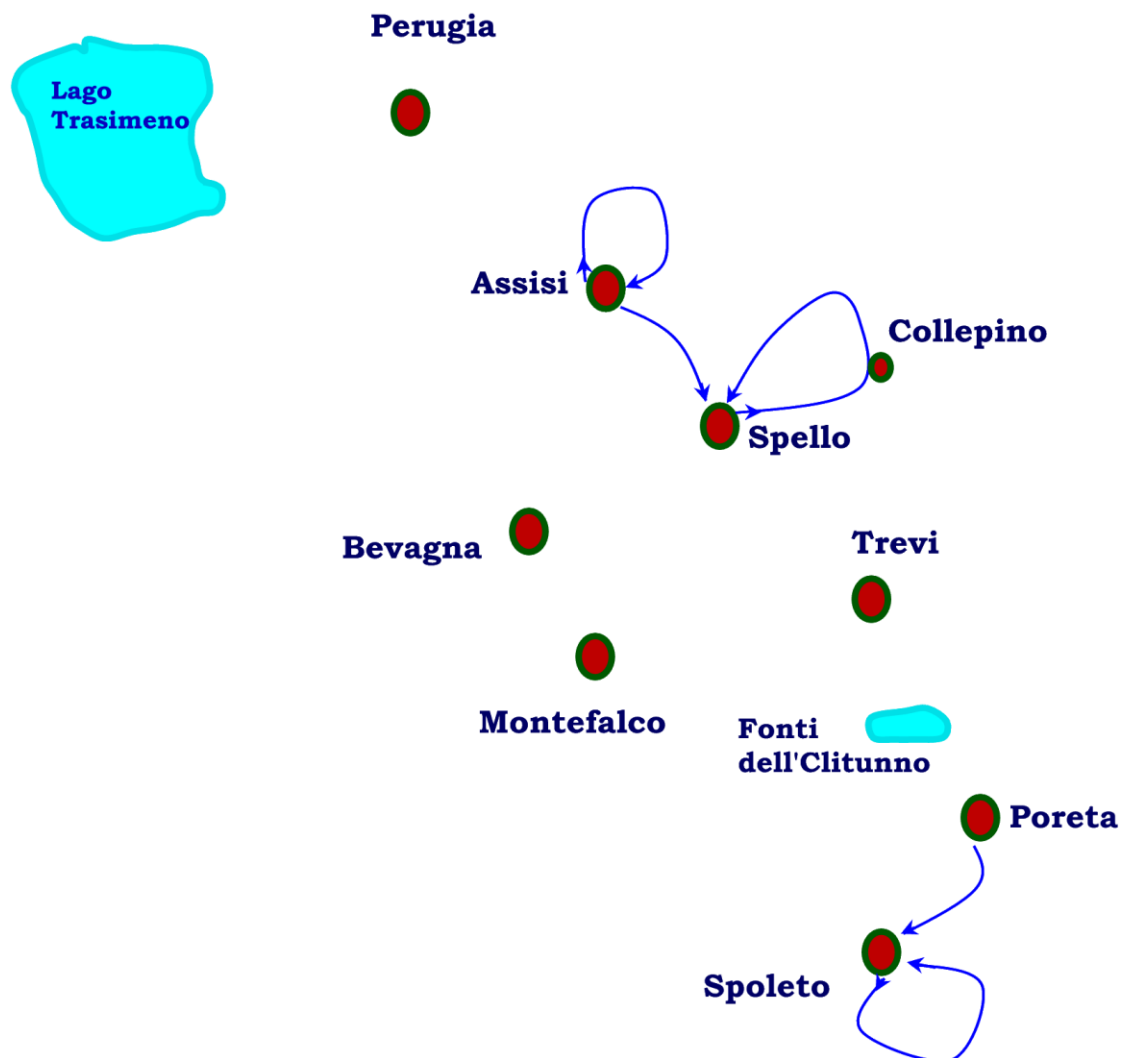 Perugia
Lago
Trasimeno
Assisi
Collepino
Spello
Bevagna
Trevi
Montefalco
Fonti
dell'Clitunno
Poreta
Spoleto